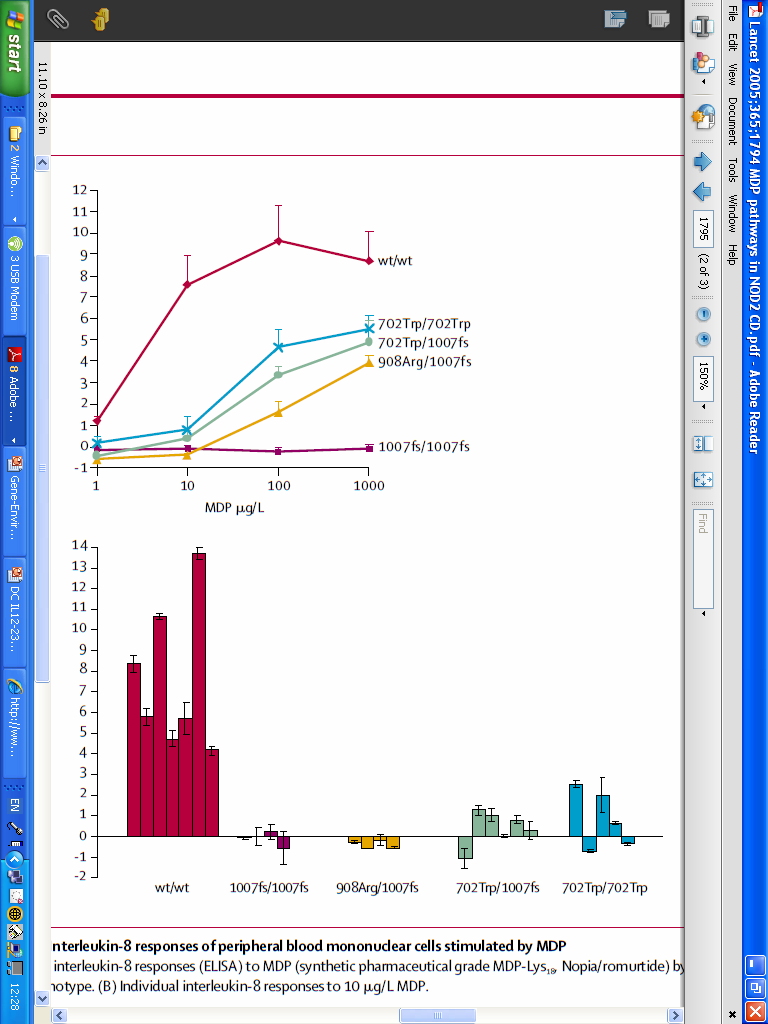 Lancet 2005;365;1794 MDP pathways in NOD2 CD.pdf - Adobe Reader
File Edit View Document Tools Window Help
1795 (2 of 3) 150% Find
11.10 x 8.26 in
12
11
10
9
8
7
6
5
4
3
2
1
0
-1
wt/wt
702Trp/702Trp
702Trp/1007fs
908Arg/1007fs
1007fs/1007fs
1 10 100 1000
MDP μg/L
14
13
12
11
10
9
8
7
6
5
4
3
2
1
0
-1
-2
wt/wt 1007fs/1007fs 908Arg/1007fs 702Trp/1007fs 702Trp/702Trp
nterleukin-8 responses of peripheral blood mononuclear cells stimulated by MDP
interleukin-8 responses (ELISA) to MDP (synthetic pharmaceutical grade MDP-Lys18, Nopia/romurtide) by
notype. (B) Individual interleukin-8 responses to 10 μg/L MDP.
start 2 Windo... 3 USB Modem 8 Adobe ... Gene-Envir... DC IL12-23... http://ww... EN 12:28